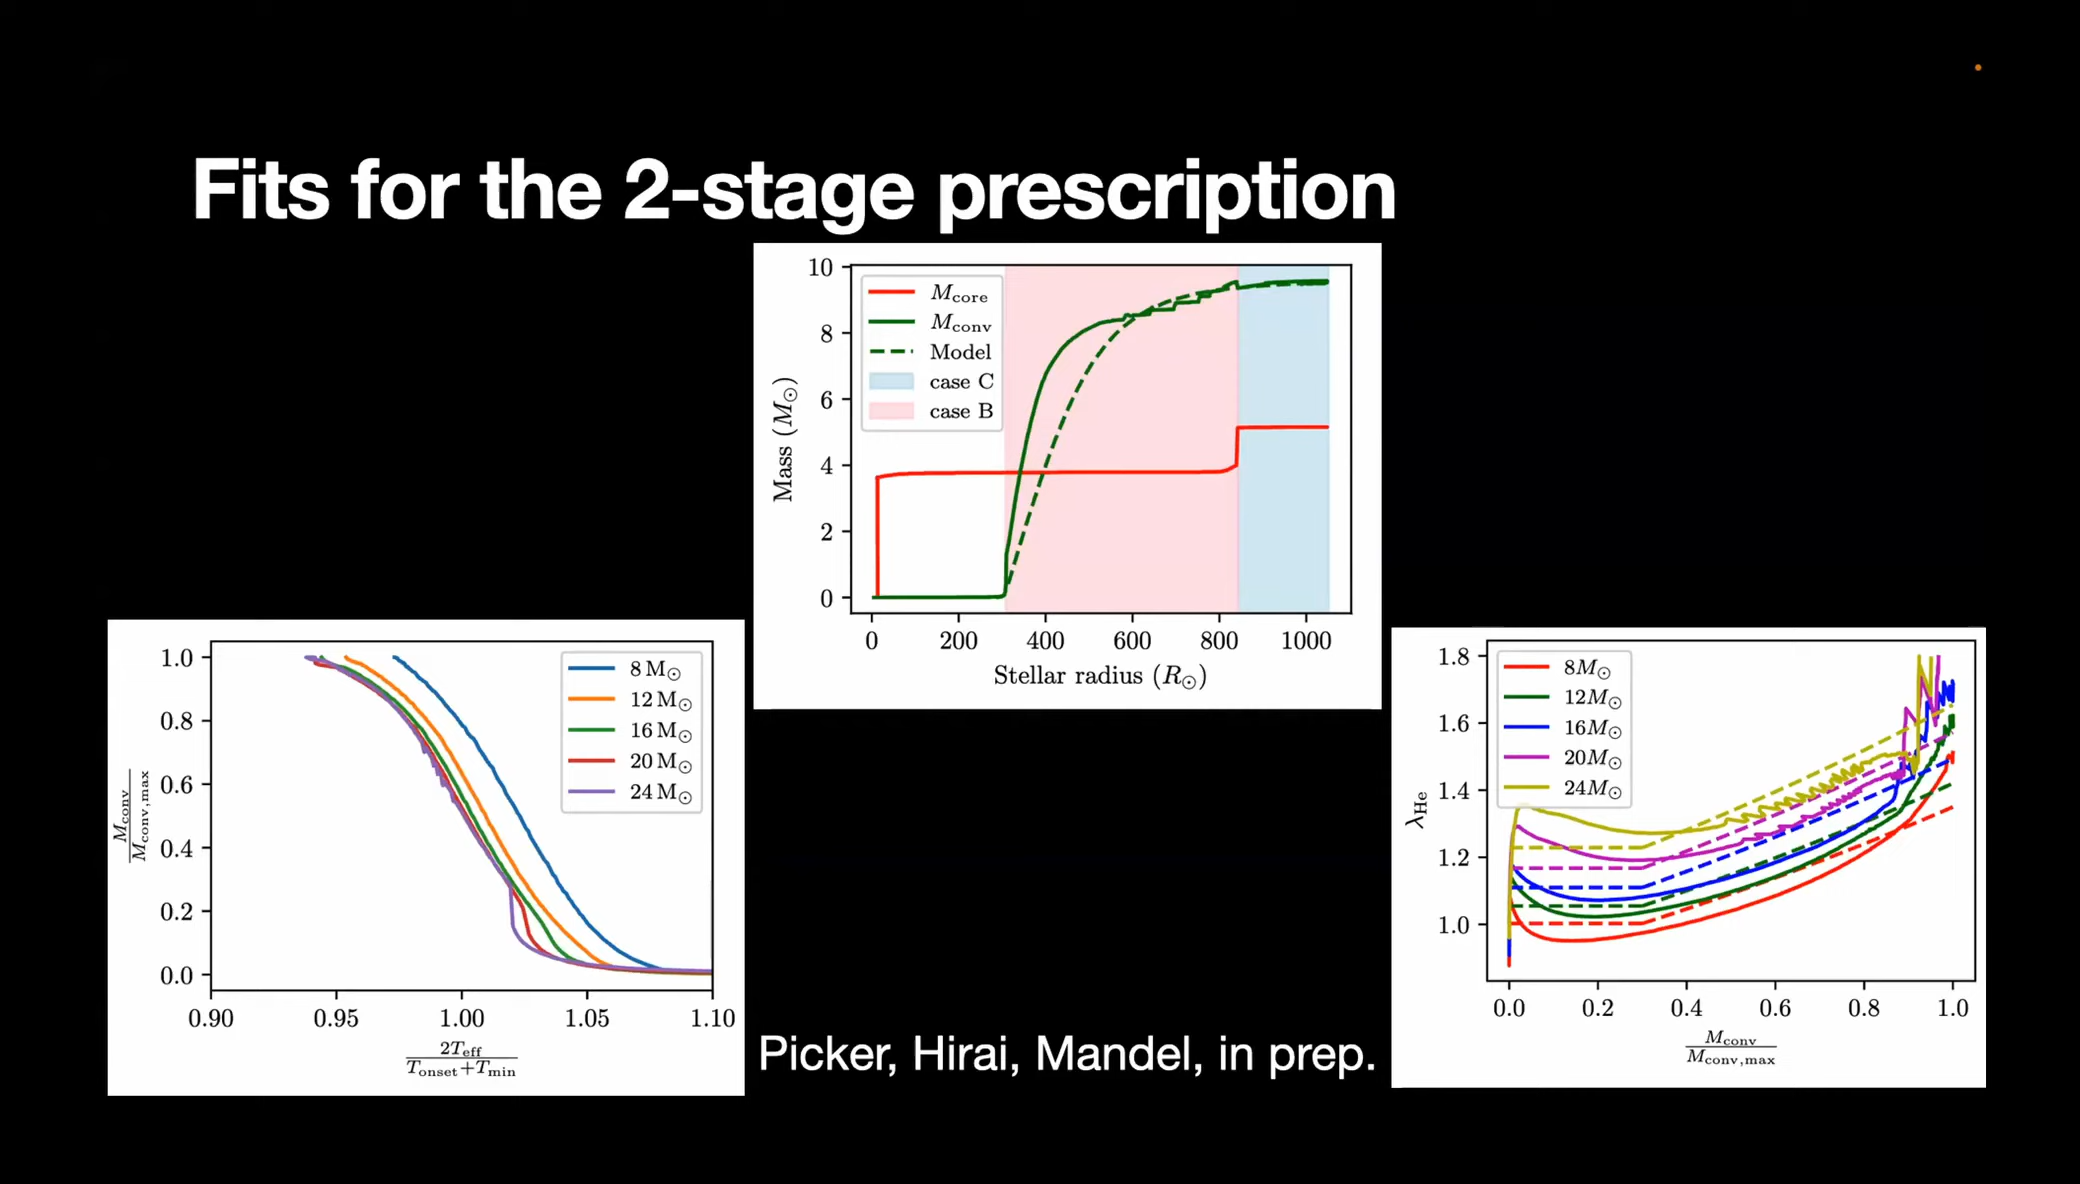 Fits for the 2-stage prescription
10
8
6
4
2
0
Mass (M⊙)
M_core
M_conv
Model
case C
case B
0 200 400 600 800 1000
Stellar radius (R⊙)
1.0
0.8
0.6
0.4
0.2
0.0
M_conv
M_conv,max
8 M⊙
12 M⊙
16 M⊙
20 M⊙
24 M⊙
0.90 0.95 1.00 1.05 1.10
2T_eff
T_onset+T_min
Picker, Hirai, Mandel, in prep.
1.8
1.6
1.4
1.2
1.0
λ_He
8M⊙
12M⊙
16M⊙
20M⊙
24M⊙
0.0 0.2 0.4 0.6 0.8 1.0
M_conv
M_conv,max